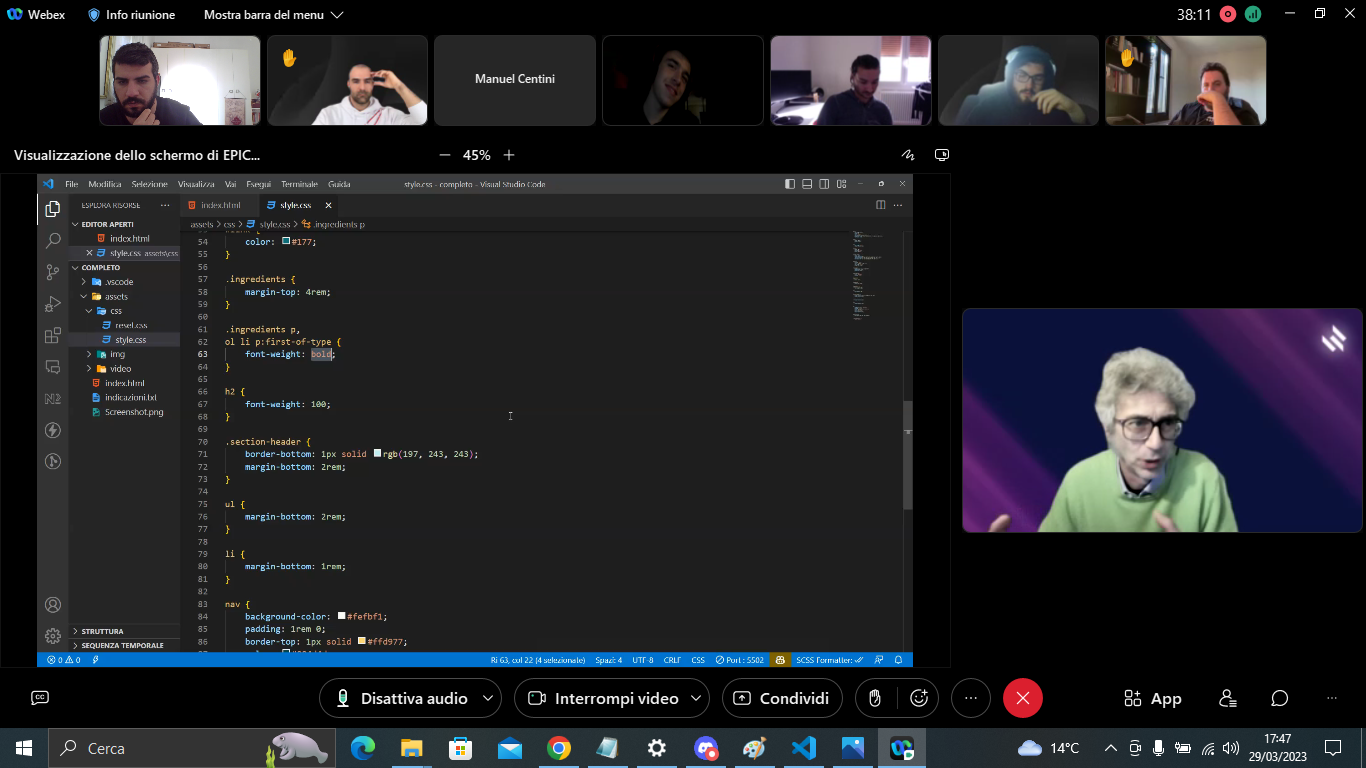 Webex
Info riunione
Mostra barra del menu
38:11
Manuel Centini
Visualizzazione dello schermo di EPIC...
45%
File Modifica Selezione Visualizza Vai Esegui Terminale Guida
style.css - completo - Visual Studio Code
ESPLORA RISORSE
index.html
style.css
EDITOR APERTI
index.html
style.css assets\css
COMPLETO
.vscode
assets
css
reset.css
style.css
img
video
index.html
indicazioni.txt
Screenshot.png
STRUTTURA
SEQUENZA TEMPORALE
assets > css > style.css > .ingredients p
54 color: #177;
55 }
56
57 .ingredients {
58 margin-top: 4rem;
59 }
60
61 .ingredients p,
62 ol li p:first-of-type {
63 font-weight: bold;
64 }
65
66 h2 {
67 font-weight: 100;
68 }
69
70 .section-header {
71 border-bottom: 1px solid rgb(197, 243, 243);
72 margin-bottom: 2rem;
73 }
74
75 ul {
76 margin-bottom: 2rem;
77 }
78
79 li {
80 margin-bottom: 1rem;
81 }
82
83 nav {
84 background-color: #fefbf1;
85 padding: 1rem 0;
86 border-top: 1px solid #ffd977;
0 0
Ri 63, col 22 (4 selezionate)
Spazi: 4
UTF-8
CRLF
CSS
Port : 5502
SCSS Formatter:
CC
Disattiva audio
Interrompi video
Condividi
App
Cerca
14°C
17:47
29/03/2023